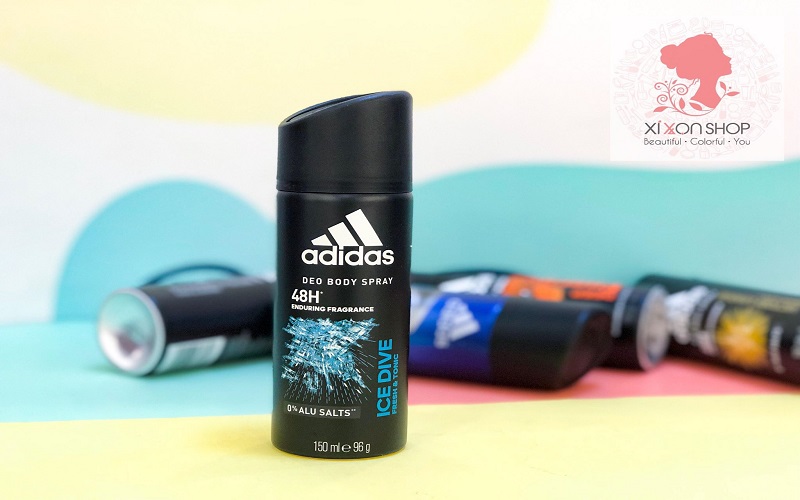 XÍXXON SHOP
Beautiful • Colorful • You
adidas
DEO BODY SPRAY
48H*
ENDURING FRAGRANCE
ICE DIVE
FRESH & TONIC
0% ALU SALTS**
150 ml e 96 g